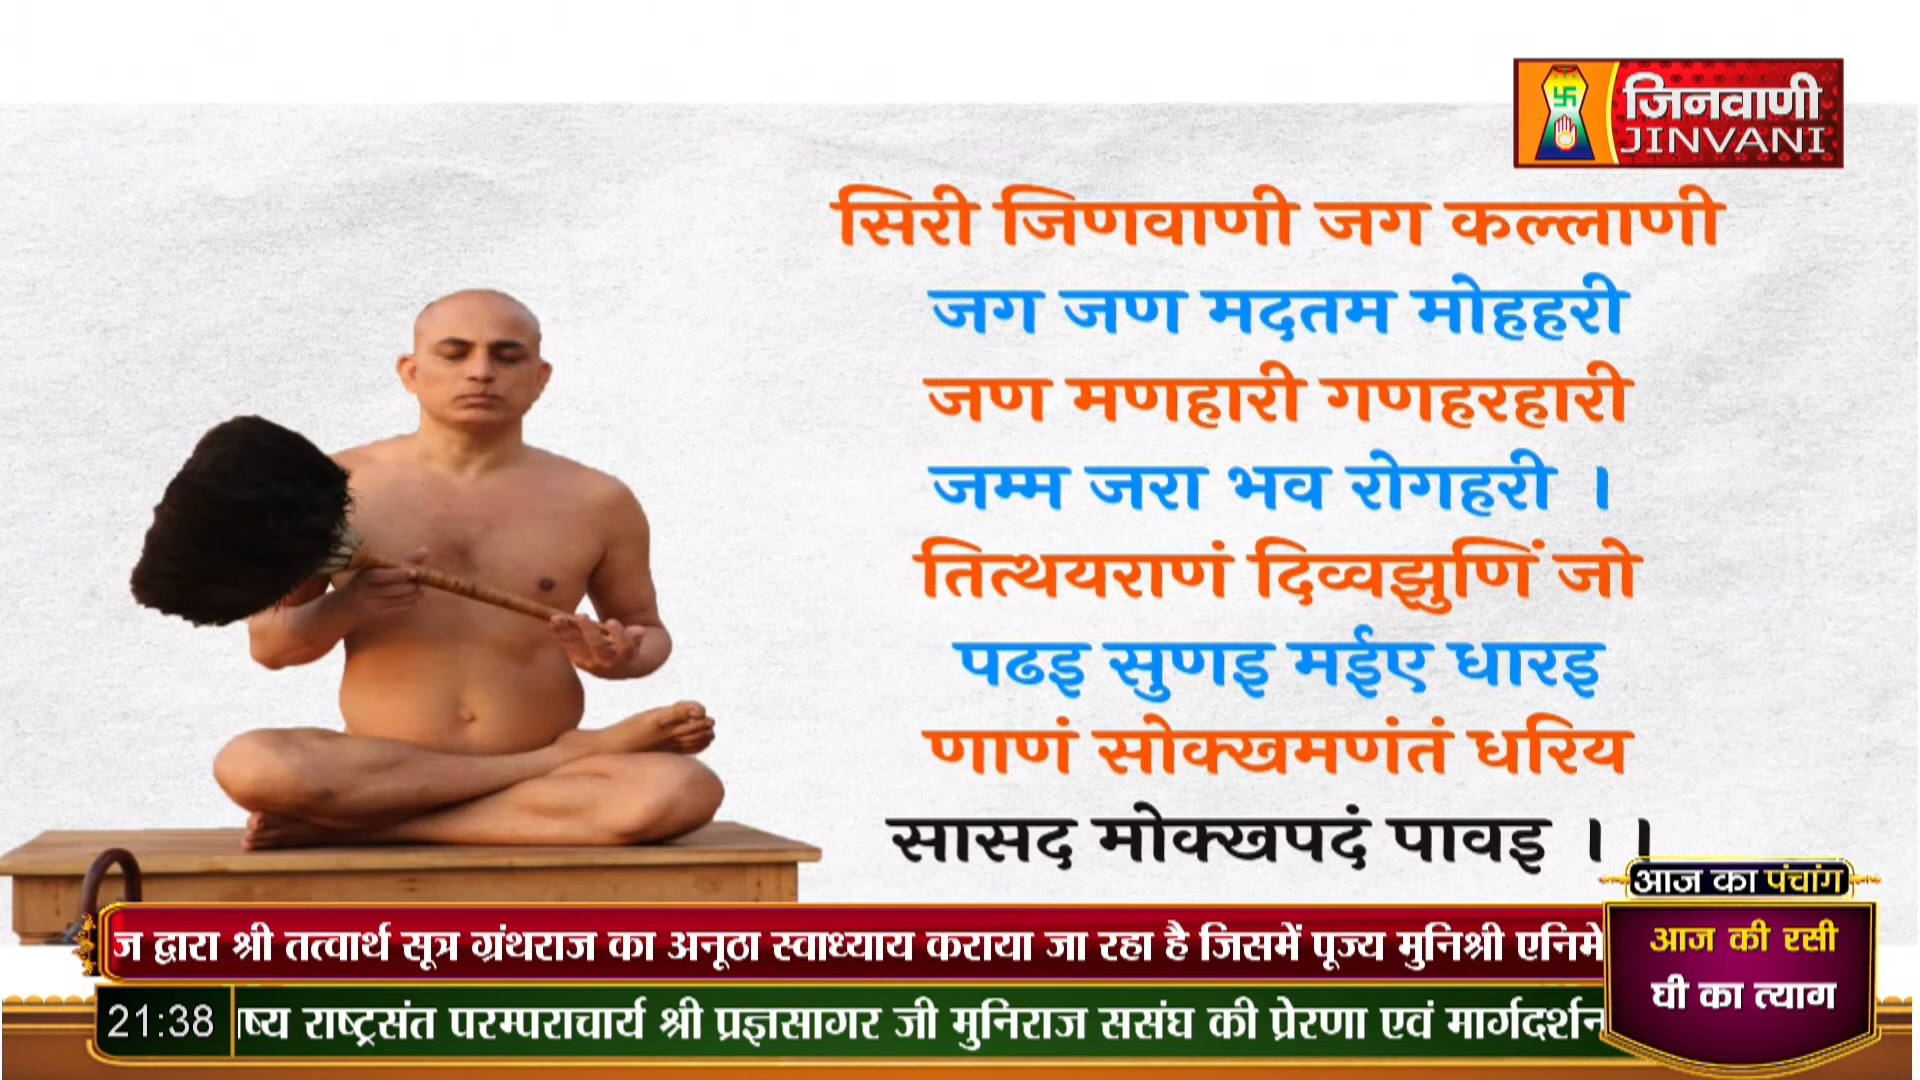 जिनवाणी
JINVANI
सिरी जिणवाणी जग कल्लाणी
जग जण मदतम मोहहरी
जण मणहारी गणहरहारी
जम्म जरा भव रोगहरी ।
तित्थयराणं दिव्वझुणिं जो
पढइ सुणइ मईए धारइ
णाणं सोक्खमणंतं धरिय
सासद मोक्खपदं पावइ ।।
आज का पंचांग
आज की रसी
घी का त्याग
ज द्वारा श्री तत्वार्थ सूत्र ग्रंथराज का अनूठा स्वाध्याय कराया जा रहा है जिसमें पूज्य मुनिश्री एनिमे
21:38 ष्य राष्ट्रसंत परम्पराचार्य श्री प्रज्ञसागर जी मुनिराज ससंघ की प्रेरणा एवं मार्गदर्शन